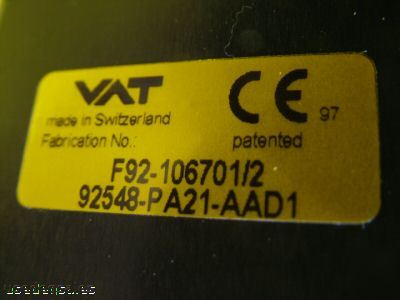 VAT
CE 97
made in Switzerland
Fabrication No.: patented
F92-106701/2
92548-PA21-AAD1